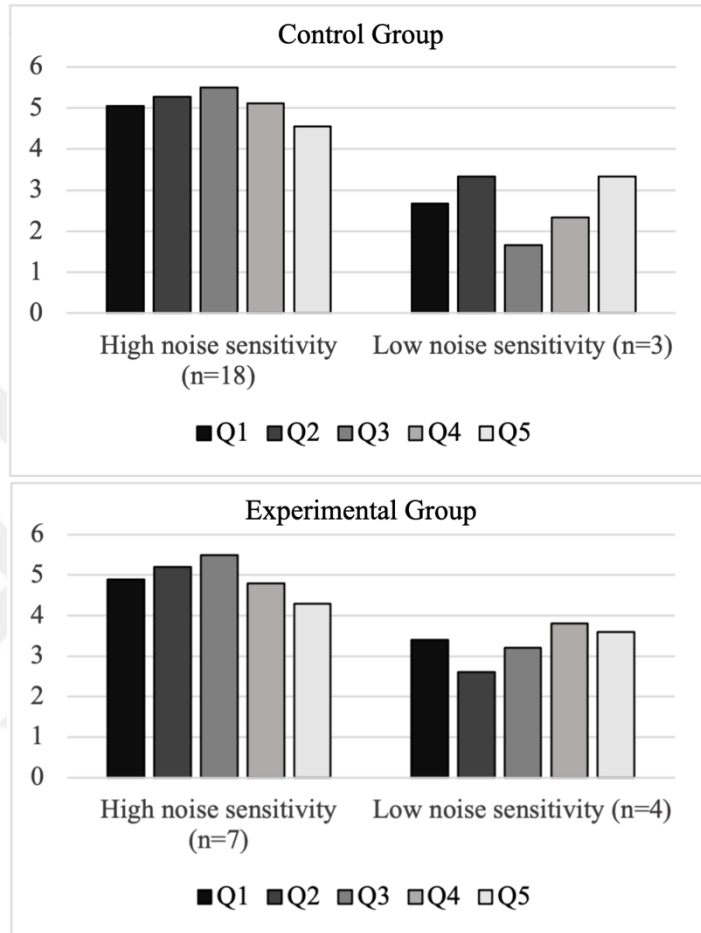 Control Group
6
5
4
3
2
1
0
High noise sensitivity
(n=18)
Low noise sensitivity (n=3)
Q1 Q2 Q3 Q4 Q5
Experimental Group
6
5
4
3
2
1
0
High noise sensitivity
(n=7)
Low noise sensitivity (n=4)
Q1 Q2 Q3 Q4 Q5